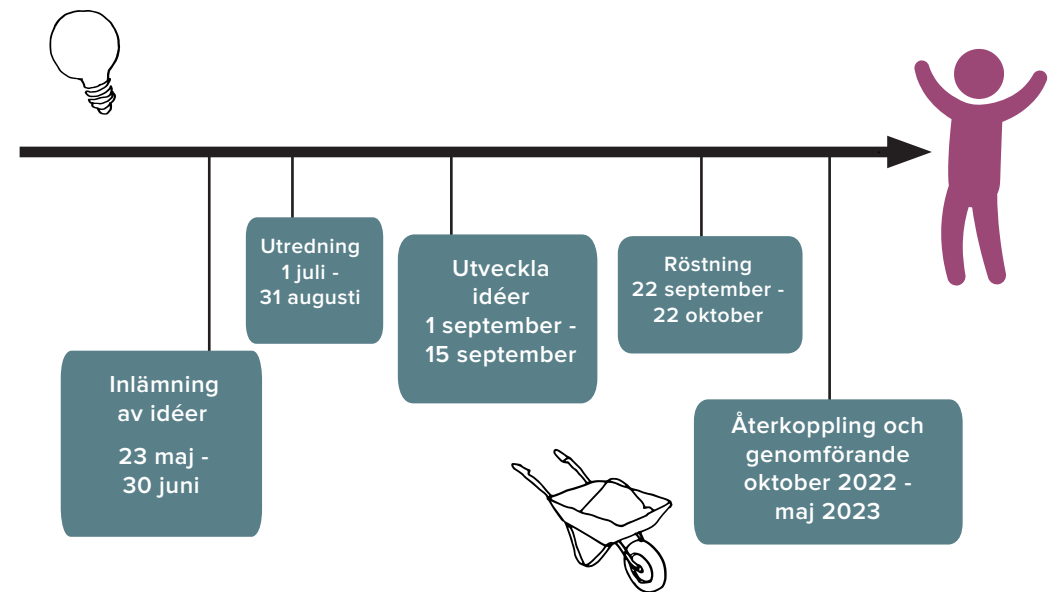 Inlämning
av idéer
23 maj -
30 juni
Utredning
1 juli -
31 augusti
Utveckla
idéer
1 september -
15 september
Röstning
22 september -
22 oktober
Återkoppling och
genomförande
oktober 2022 -
maj 2023